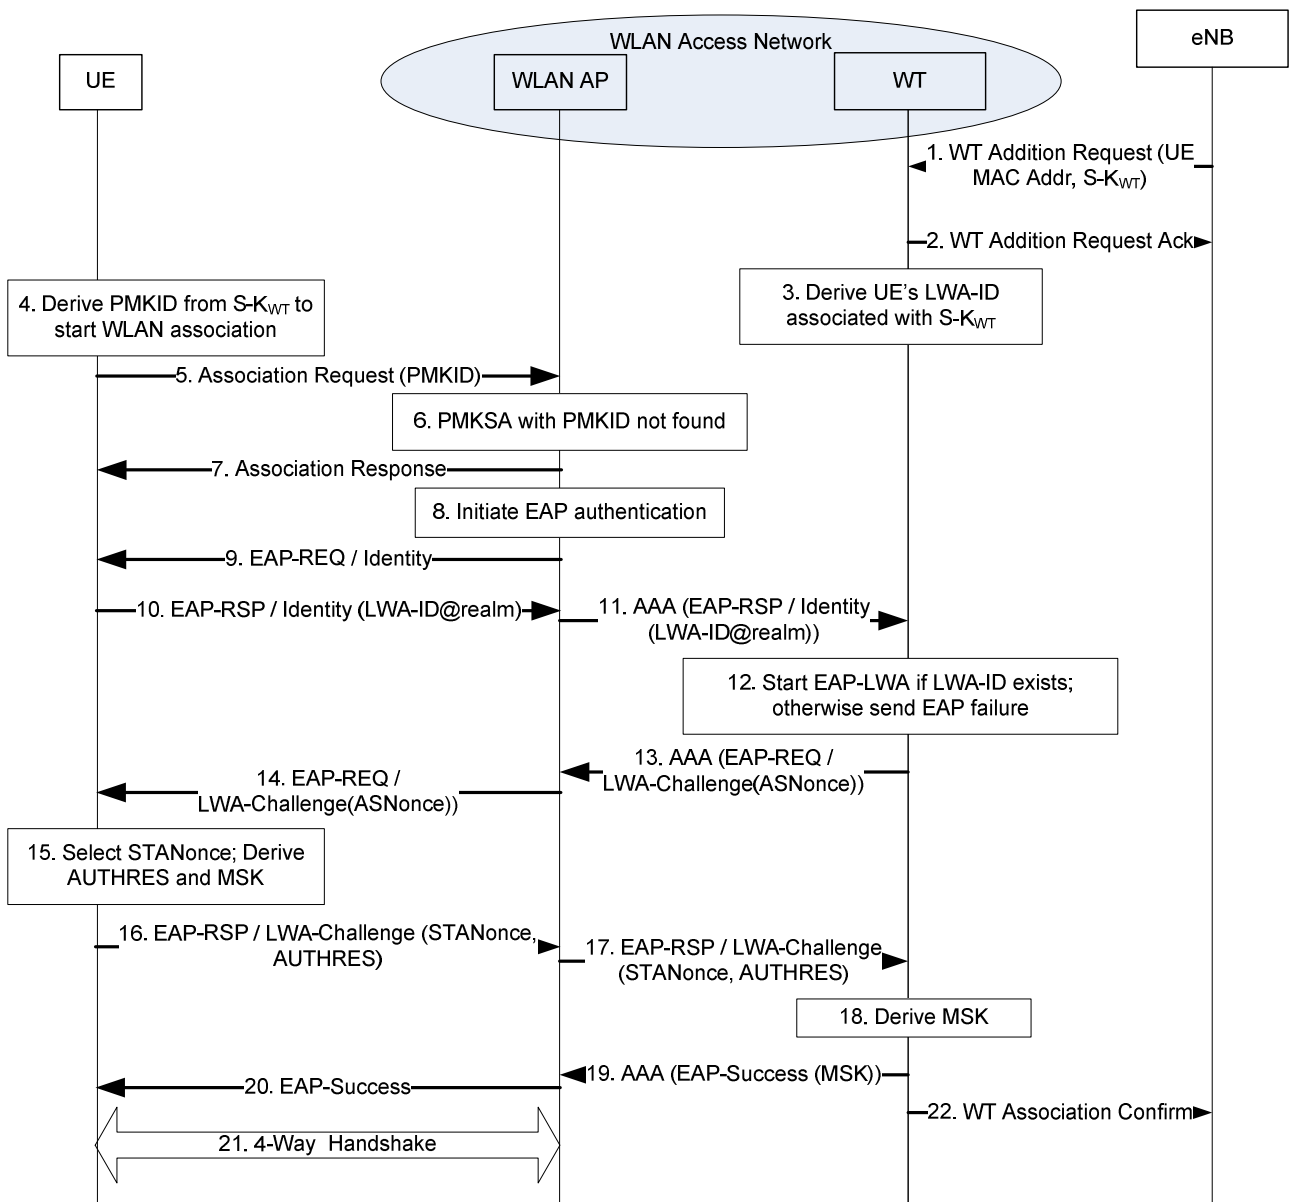 WLAN Access Network
eNB
UE
WLAN AP
WT
1. WT Addition Request (UE
MAC Addr, S-KWT)
2. WT Addition Request Ack
3. Derive UE's LWA-ID
associated with S-KWT
4. Derive PMKID from S-KWT to
start WLAN association
5. Association Request (PMKID)
6. PMKSA with PMKID not found
7. Association Response
8. Initiate EAP authentication
9. EAP-REQ / Identity
10. EAP-RSP / Identity (LWA-ID@realm)
11. AAA (EAP-RSP / Identity
(LWA-ID@realm))
12. Start EAP-LWA if LWA-ID exists;
otherwise send EAP failure
13. AAA (EAP-REQ /
LWA-Challenge(ASNonce))
14. EAP-REQ /
LWA-Challenge(ASNonce))
15. Select STANonce; Derive
AUTHRES and MSK
16. EAP-RSP / LWA-Challenge (STANonce,
AUTHRES)
17. EAP-RSP / LWA-Challenge
(STANonce, AUTHRES)
18. Derive MSK
19. AAA (EAP-Success (MSK))
20. EAP-Success
22. WT Association Confirm
21. 4-Way Handshake